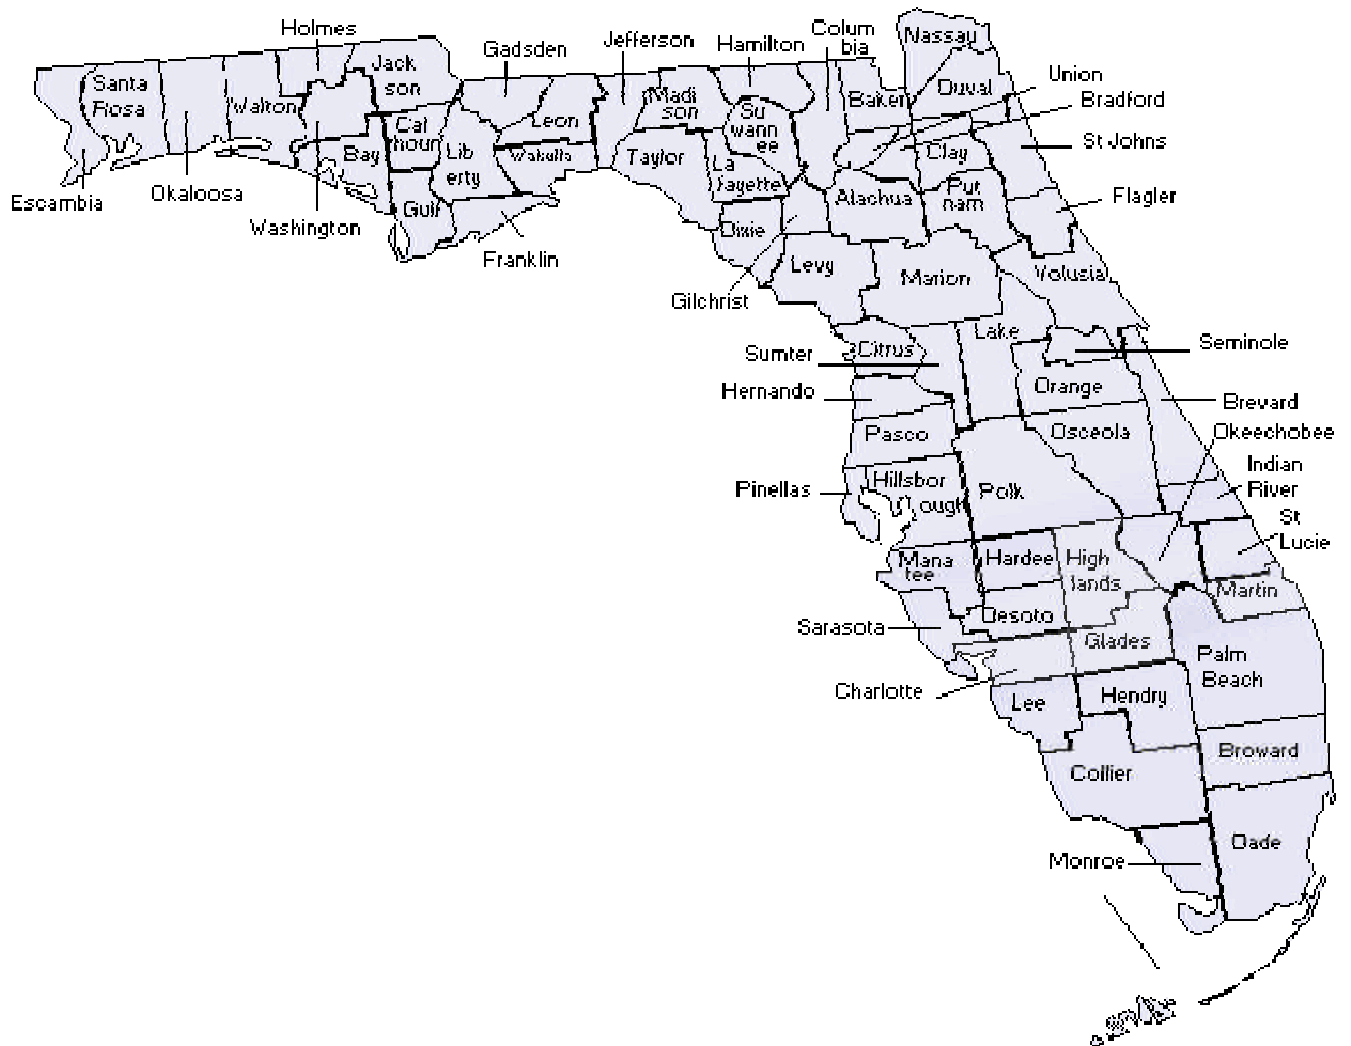 Holmes
Gadsden
Jefferson
Hamilton
Colum
bia
Nassau
Union
Bradford
Santa
Rosa
Walton
Jack
son
Madi
son
Su
wann
ee
Baker
Duval
St Johns
Cal
houn
Leon
Bay
Lib
erty
Wakulla
Taylor
La
fayette
Clay
Alachua
Put
nam
Flagler
Escambia
Okaloosa
Washington
Gulf
Franklin
Dixie
Gilchrist
Levy
Marion
Volusia
Lake
Sumter
Citrus
Seminole
Hernando
Orange
Brevard
Pasco
Osceola
Okeechobee
Pinellas
Hillsbor
ough
Polk
Indian
River
St
Lucie
Mana
tee
Hardee
High
lands
Martin
Sarasota
Desoto
Glades
Palm
Beach
Charlotte
Lee
Hendry
Broward
Collier
Monroe
Dade